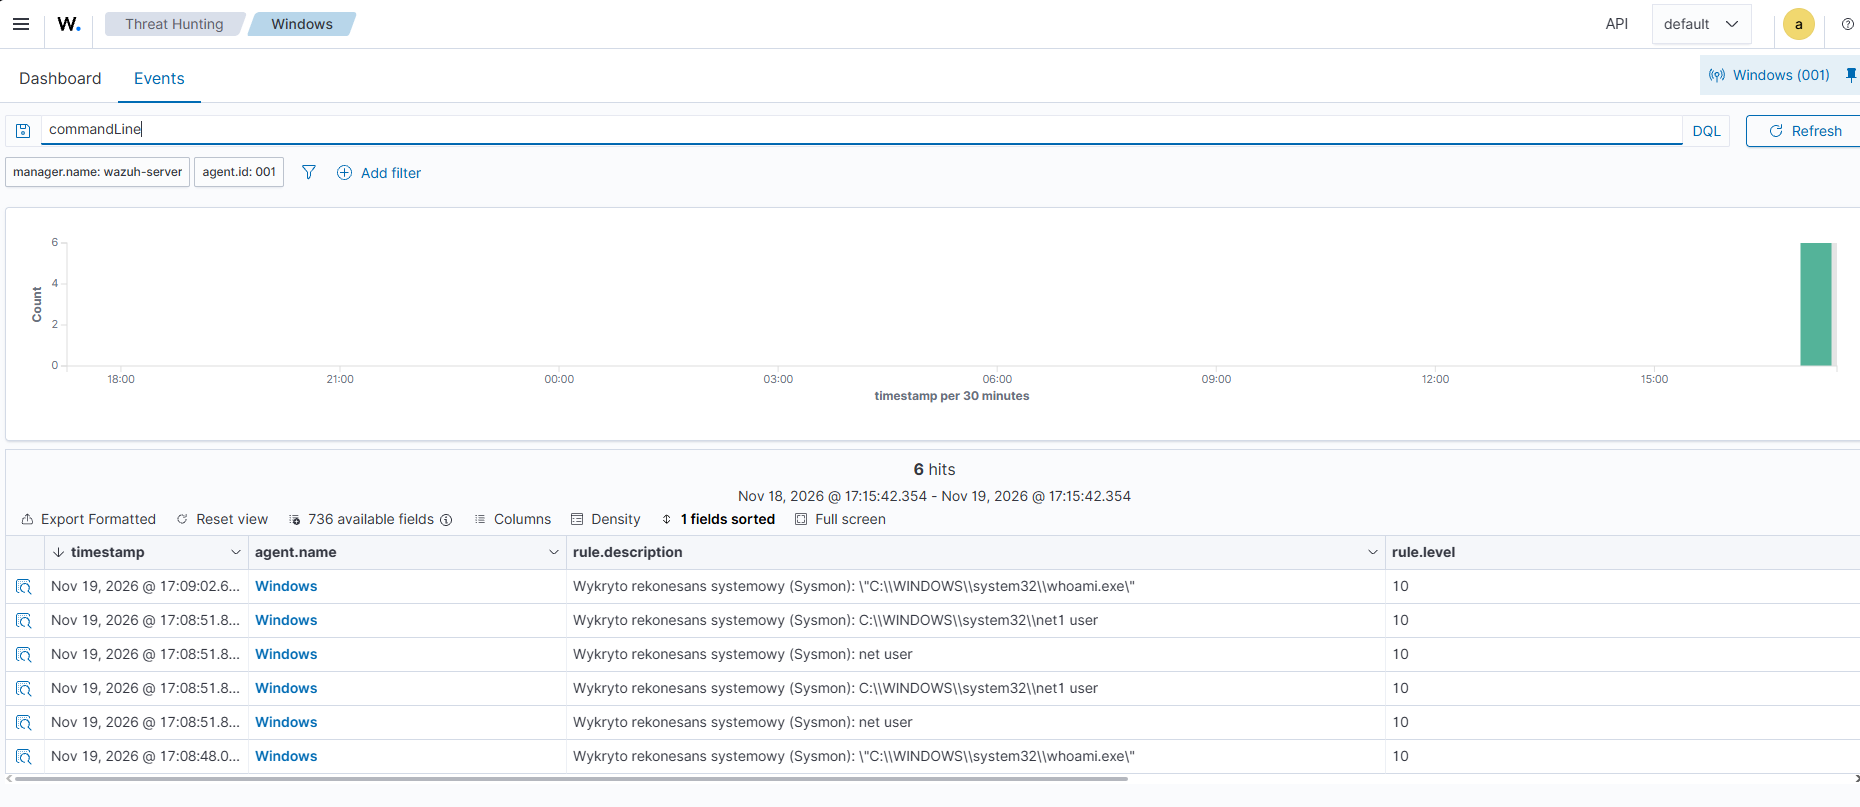 W. Threat Hunting Windows API default a
Dashboard Events Windows (001)
commandLine DQL Refresh
manager.name: wazuh-server agent.id: 001 Add filter
6
4
2
0
Count
18:00 21:00 00:00 03:00 06:00 09:00 12:00 15:00
timestamp per 30 minutes
6 hits
Nov 18, 2026 @ 17:15:42.354 - Nov 19, 2026 @ 17:15:42.354
Export Formatted Reset view 736 available fields Columns Density 1 fields sorted Full screen
timestamp agent.name rule.description rule.level
Nov 19, 2026 @ 17:09:02.6... Windows Wykryto rekonesans systemowy (Sysmon): \"C:\\WINDOWS\\system32\\whoami.exe\" 10
Nov 19, 2026 @ 17:08:51.8... Windows Wykryto rekonesans systemowy (Sysmon): C:\\WINDOWS\\system32\\net1 user 10
Nov 19, 2026 @ 17:08:51.8... Windows Wykryto rekonesans systemowy (Sysmon): net user 10
Nov 19, 2026 @ 17:08:51.8... Windows Wykryto rekonesans systemowy (Sysmon): C:\\WINDOWS\\system32\\net1 user 10
Nov 19, 2026 @ 17:08:51.8... Windows Wykryto rekonesans systemowy (Sysmon): net user 10
Nov 19, 2026 @ 17:08:48.0... Windows Wykryto rekonesans systemowy (Sysmon): \"C:\\WINDOWS\\system32\\whoami.exe\" 10